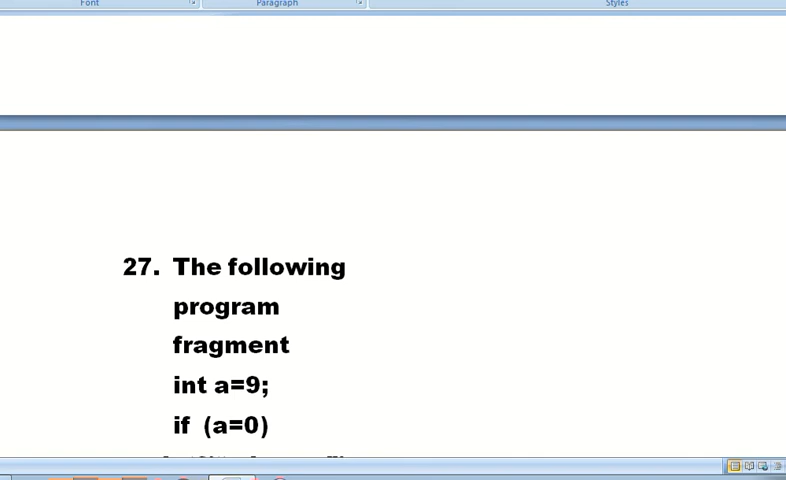 Font Paragraph Styles
27. The following
program
fragment
int a=9;
if (a=0)